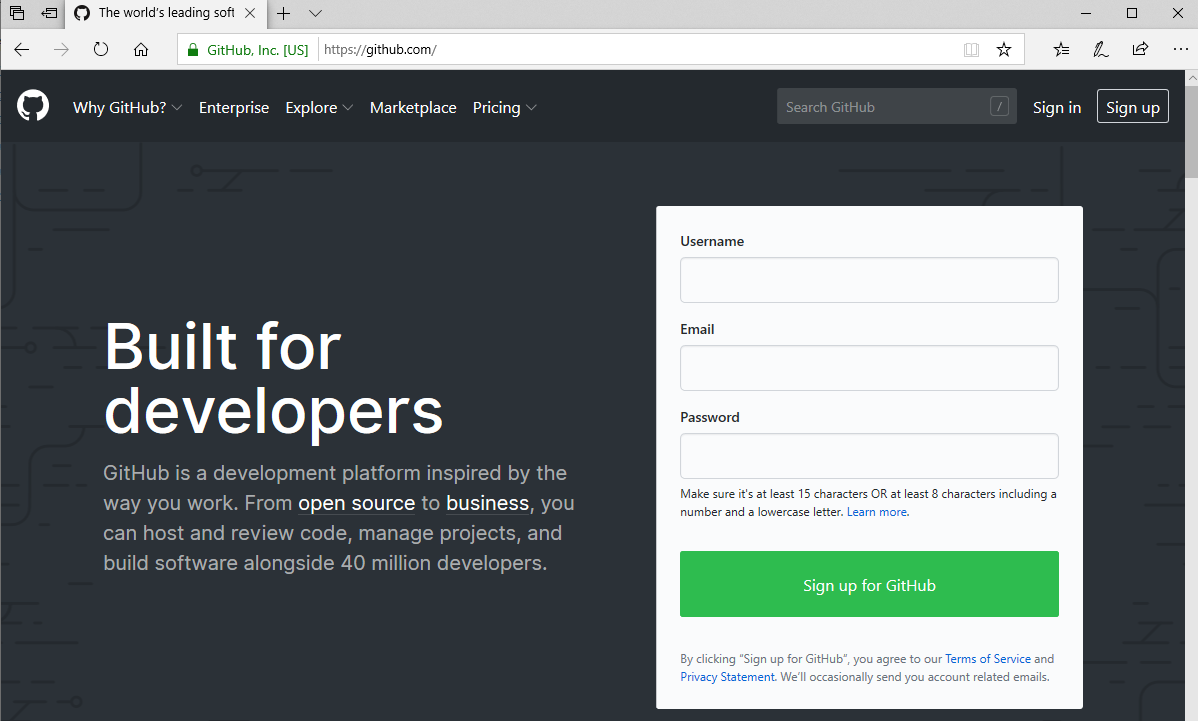 The world's leading soft
GitHub, Inc. [US] https://github.com/
Why GitHub? Enterprise Explore Marketplace Pricing Search GitHub / Sign in Sign up
Username
Email
Built for
developers
Password
GitHub is a development platform inspired by the
way you work. From open source to business, you
can host and review code, manage projects, and
build software alongside 40 million developers.
Make sure it's at least 15 characters OR at least 8 characters including a
number and a lowercase letter. Learn more.
Sign up for GitHub
By clicking “Sign up for GitHub”, you agree to our Terms of Service and
Privacy Statement. We’ll occasionally send you account related emails.